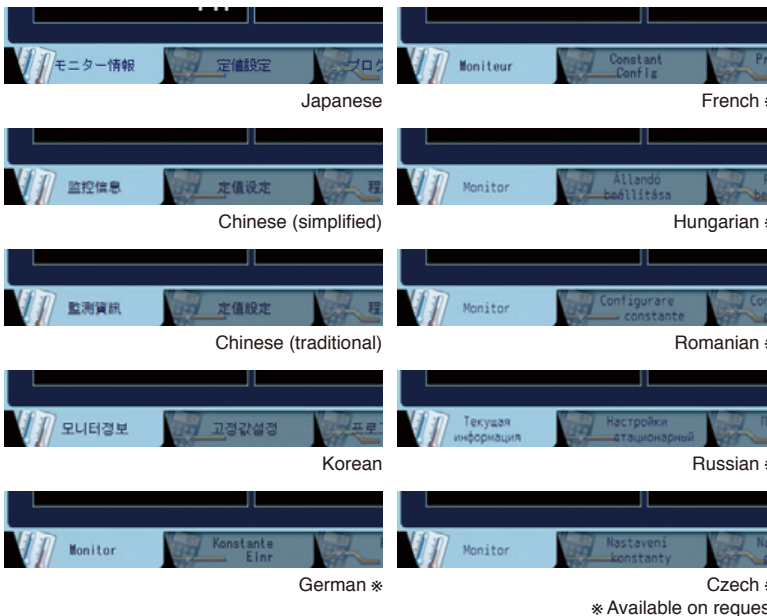 モニター情報
定値設定
Japanese
Moniteur
Constant
Config
French ※
监控信息
定值设定
程
Chinese (simplified)
Monitor
Állandó
beállítása
Hungarian ※
監測資訊
定值設定
程
Chinese (traditional)
Monitor
Configurare
constante
Romanian ※
모니터정보
고정값설정
Korean
Текущая
информация
Настройки
стационарный
Russian ※
Monitor
Konstante
Einr
German ※
Monitor
Nastavení
konstanty
Czech ※
※ Available on reques